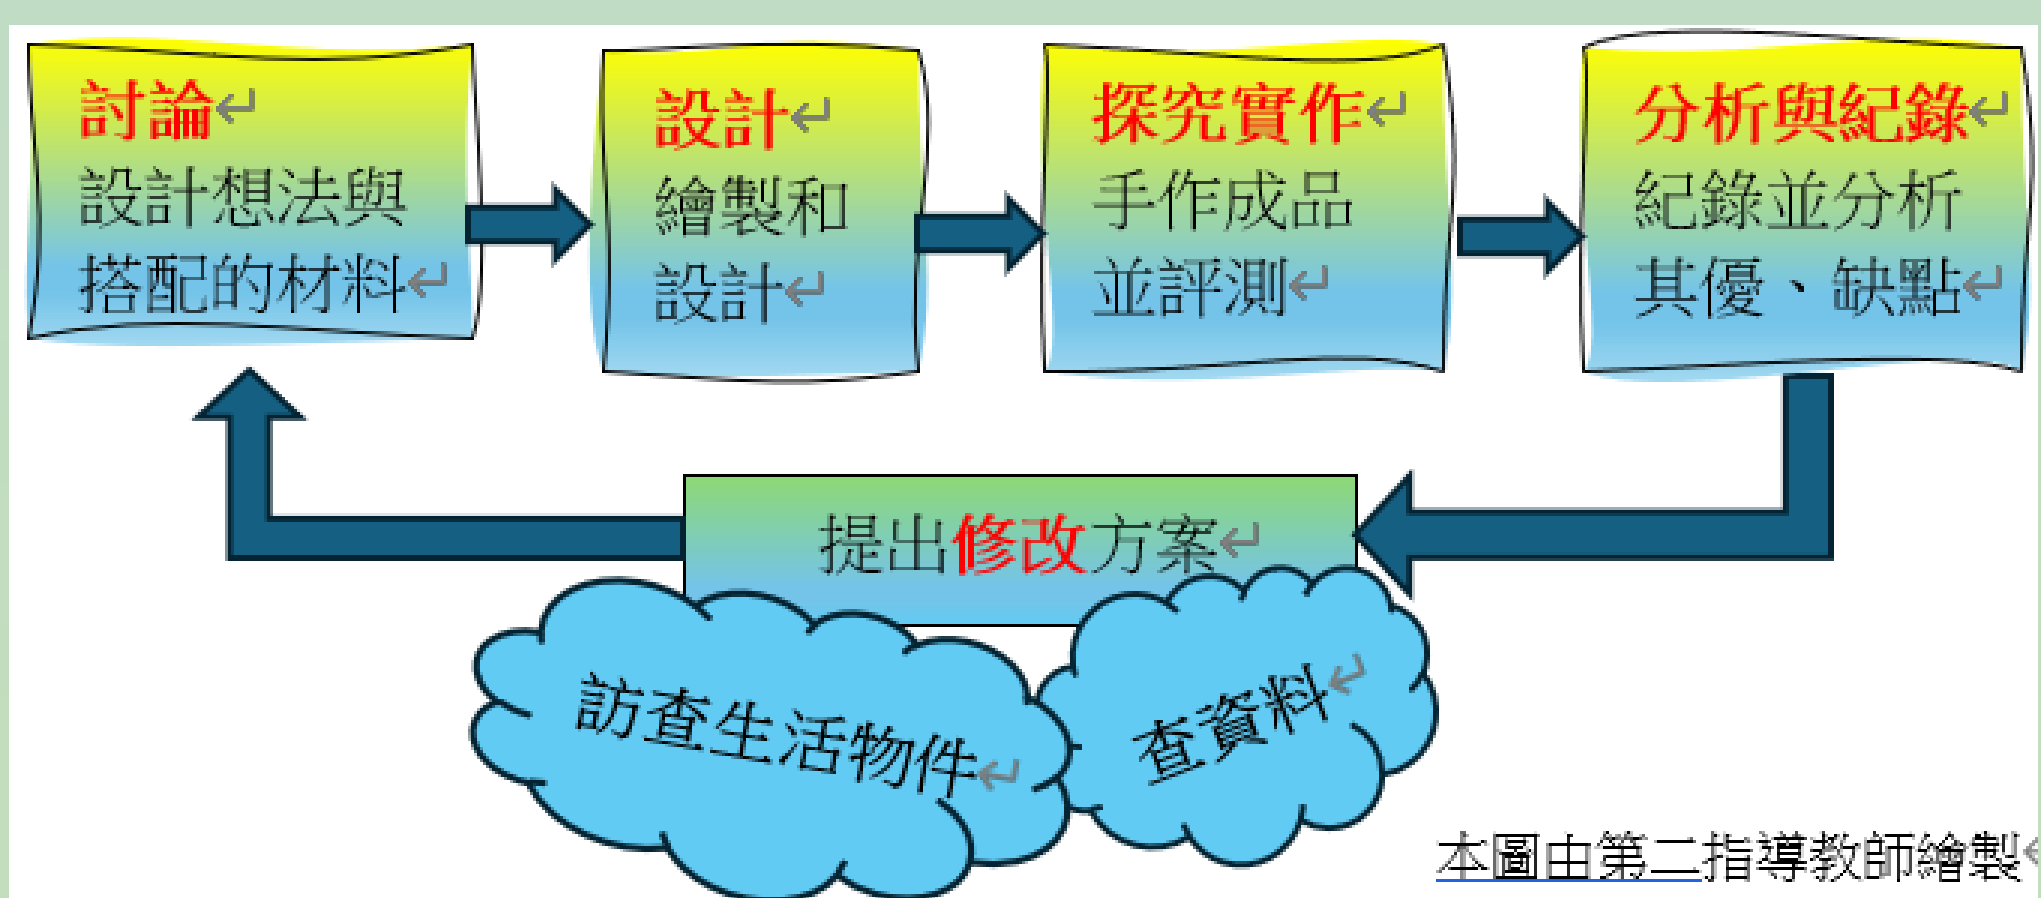 討論
設計想法與
搭配的材料
設計
繪製和
設計
探究實作
手作成品
並評測
分析與紀錄
紀錄並分析
其優、缺點
提出修改方案
訪查生活物件
查資料
本圖由第二指導教師繪製